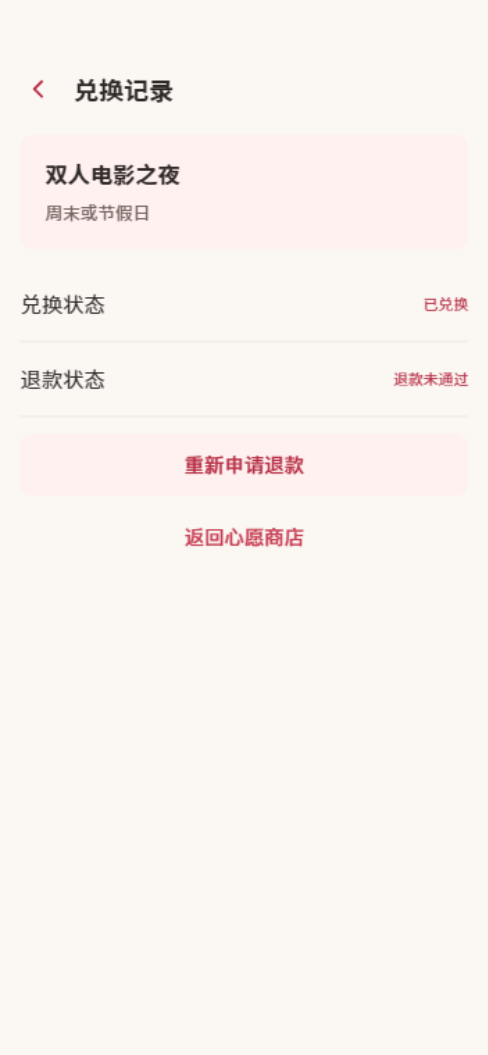 兑换记录
双人电影之夜
周末或节假日
兑换状态
已兑换
退款状态
退款未通过
重新申请退款
返回心愿商店